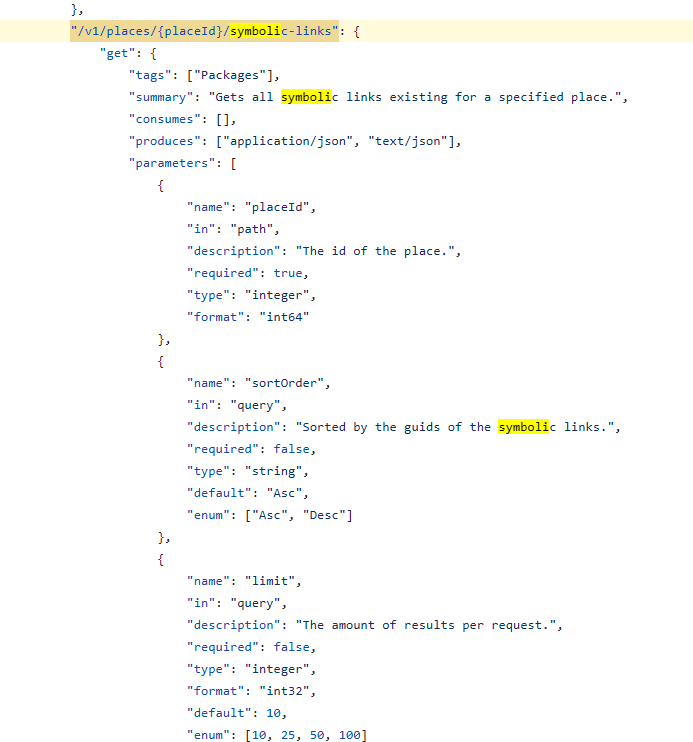 },
"/v1/places/{placeId}/symbolic-links": {
"get": {
"tags": ["Packages"],
"summary": "Gets all symbolic links existing for a specified place.",
"consumes": [],
"produces": ["application/json", "text/json"],
"parameters": [
{
"name": "placeId",
"in": "path",
"description": "The id of the place.",
"required": true,
"type": "integer",
"format": "int64"
},
{
"name": "sortOrder",
"in": "query",
"description": "Sorted by the guids of the symbolic links.",
"required": false,
"type": "string",
"default": "Asc",
"enum": ["Asc", "Desc"]
},
{
"name": "limit",
"in": "query",
"description": "The amount of results per request.",
"required": false,
"type": "integer",
"format": "int32",
"default": 10,
"enum": [10, 25, 50, 100]